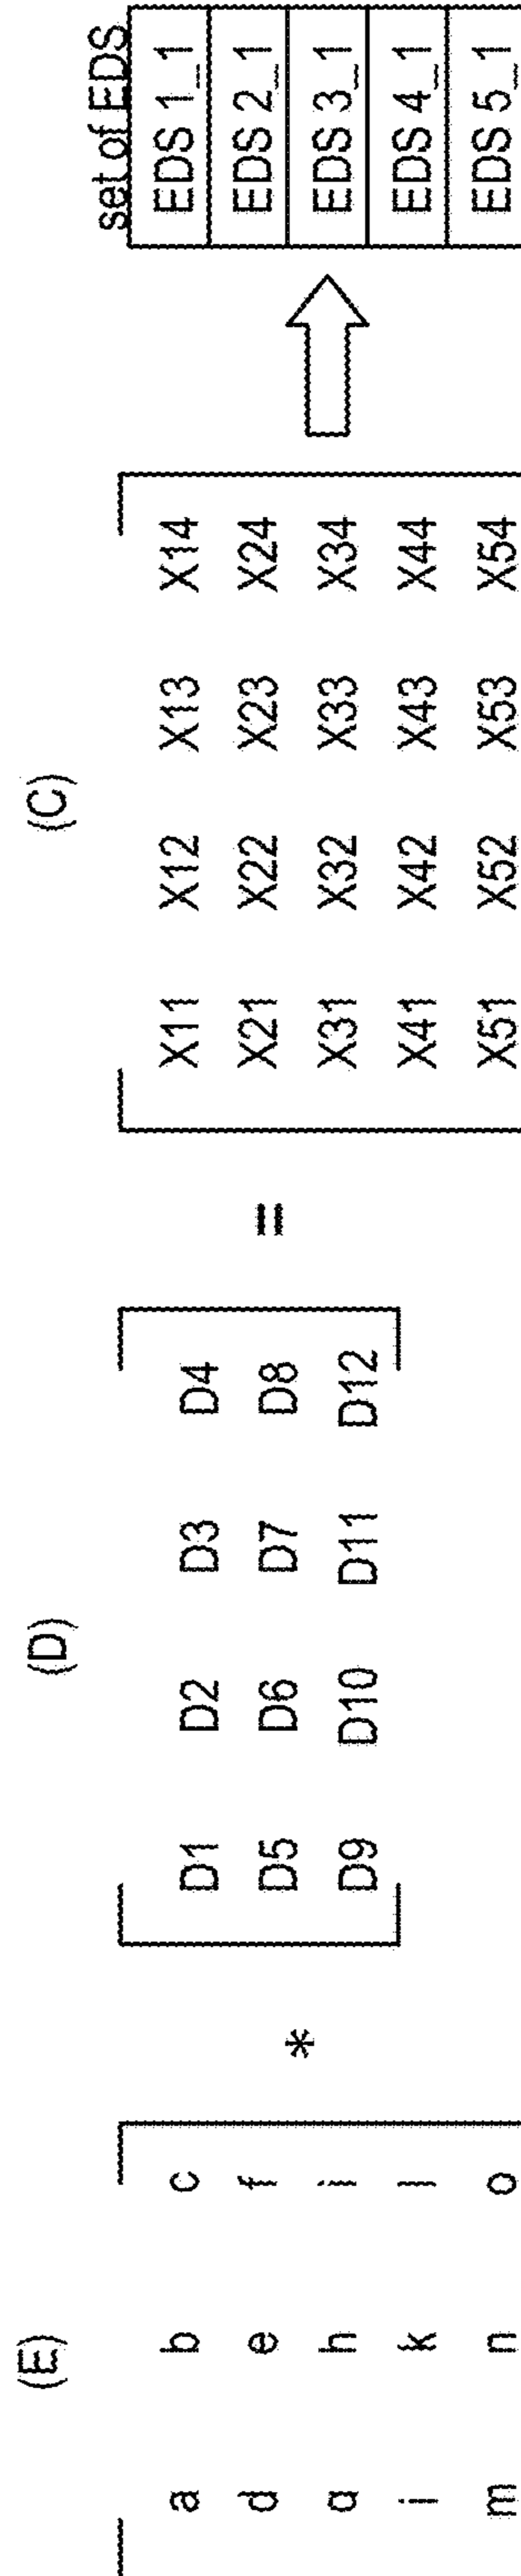 (E) (D) (C) set of EDS
a b c D1 D2 D3 D4 X11 X12 X13 X14 EDS 1_1
d e f * D5 D6 D7 D8 = X21 X22 X23 X24 EDS 2_1
g h i D9 D10 D11 D12 X31 X32 X33 X34 EDS 3_1
j k l X41 X42 X43 X44 EDS 4_1
m n o X51 X52 X53 X54 EDS 5_1